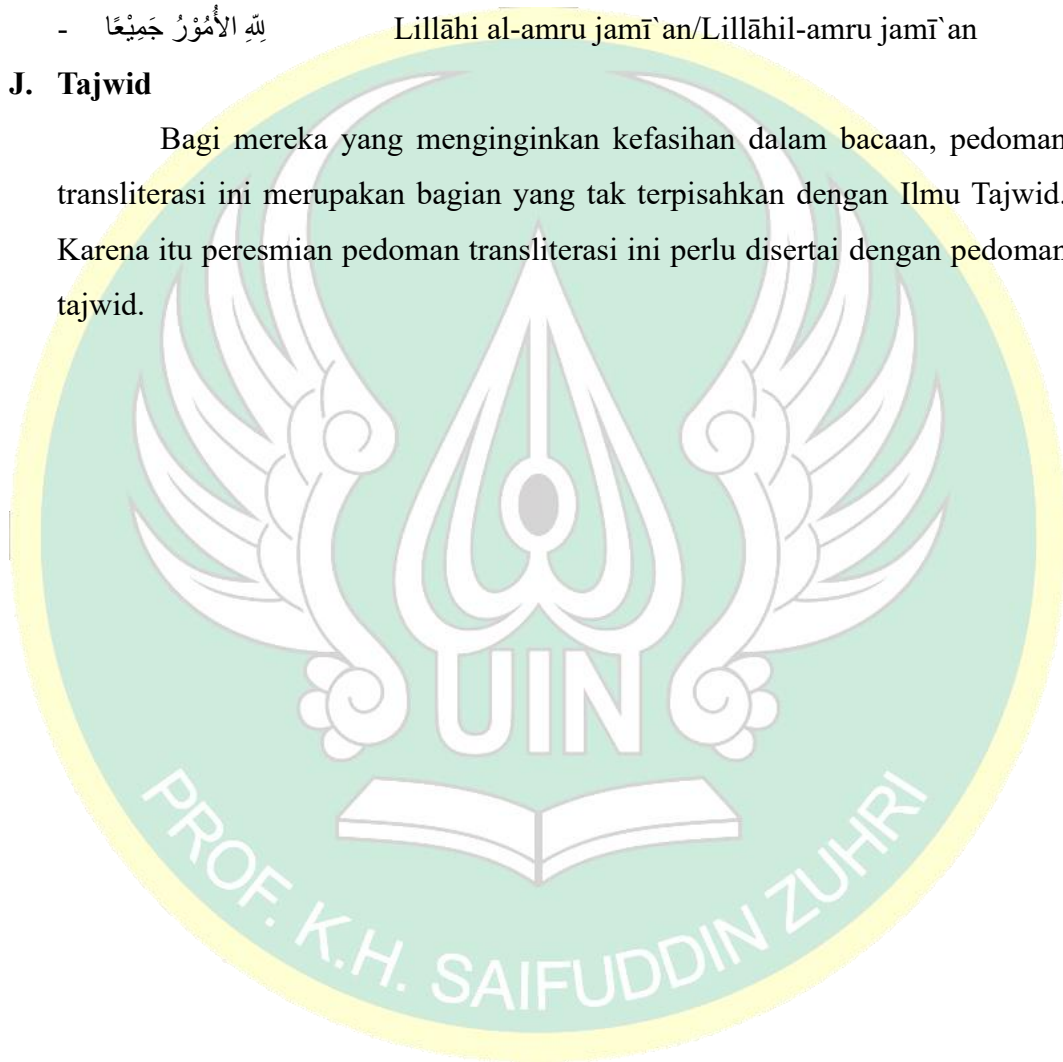 - لِلّٰهِ الأُمُوْرُ جَمِيْعًا Lillāhi al-amru jamī`an/Lillāhil-amru jamī`an
J. Tajwid
Bagi mereka yang menginginkan kefasihan dalam bacaan, pedoman
transliterasi ini merupakan bagian yang tak terpisahkan dengan Ilmu Tajwid.
Karena itu peresmian pedoman transliterasi ini perlu disertai dengan pedoman
tajwid.
UIN
PROF. K.H. SAIFUDDIN ZUHRI